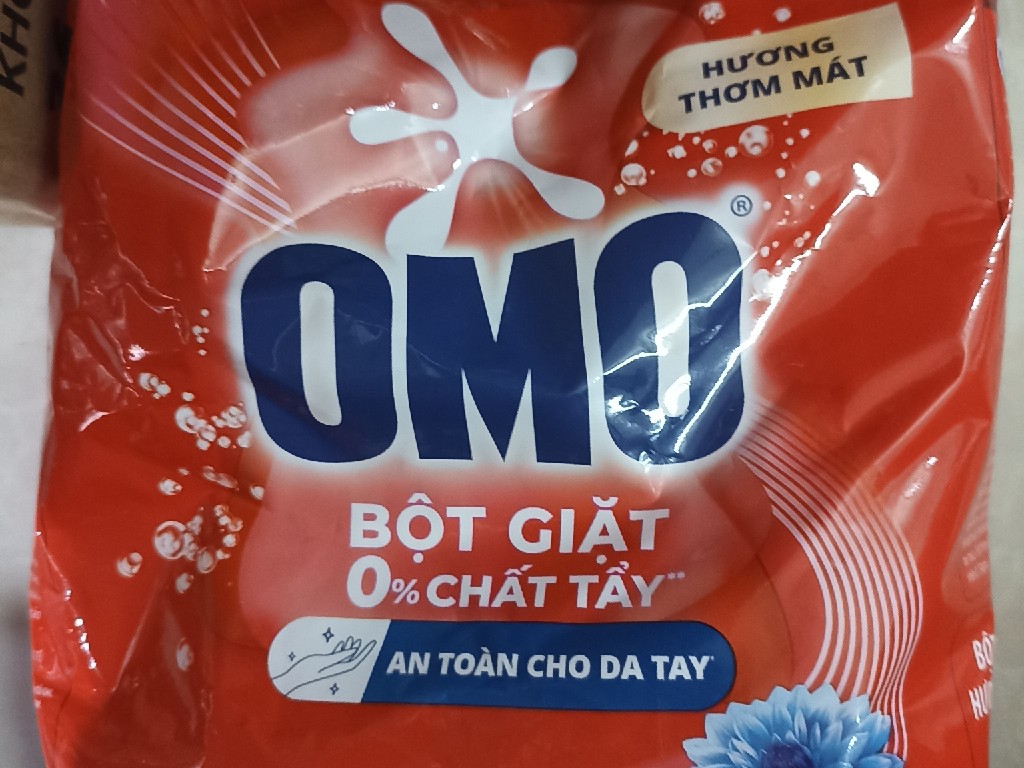 HƯƠNG
THƠM MÁT
OMO®
BỘT GIẶT
0% CHẤT TẨY**
AN TOÀN CHO DA TAY*